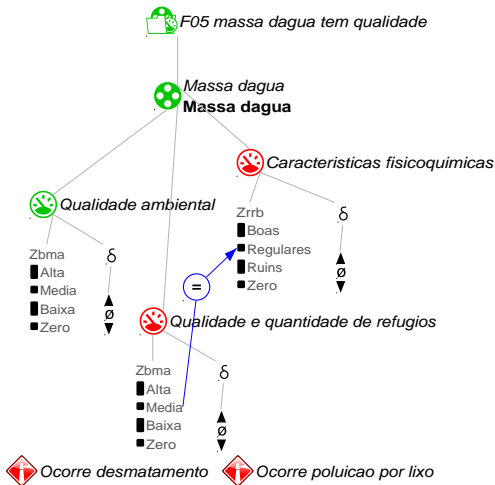 F05 massa dagua tem qualidade
Massa dagua
Massa dagua
Caracteristicas fisicoquimicas
Zrrb
δ
Boas
Regulares
Ruins
Zero
ø
Qualidade ambiental
Zbma
δ
Alta
Media
Baixa
Zero
ø
=
Qualidade e quantidade de refugios
Zbma
δ
Alta
Media
Baixa
Zero
ø
Ocorre desmatamento
Ocorre poluicao por lixo